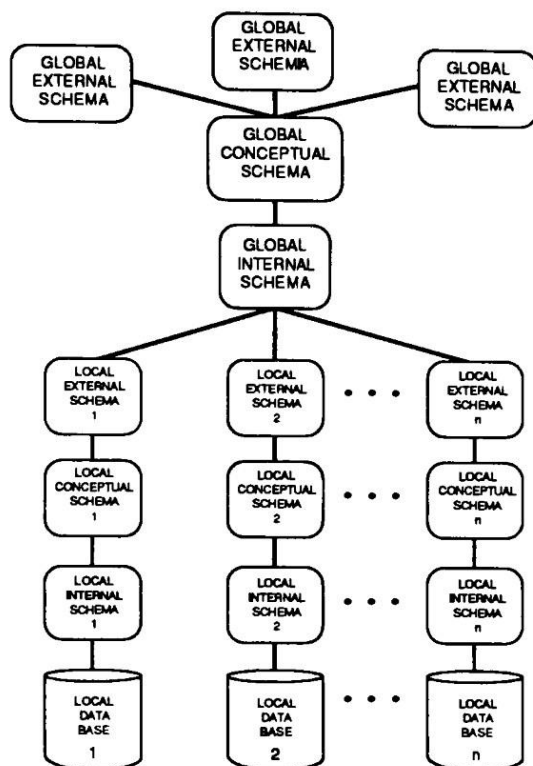 GLOBAL
EXTERNAL
SCHEMA
GLOBAL
EXTERNAL
SCHEMA
GLOBAL
EXTERNAL
SCHEMA
GLOBAL
CONCEPTUAL
SCHEMA
GLOBAL
INTERNAL
SCHEMA
LOCAL
EXTERNAL
SCHEMA
1
LOCAL
EXTERNAL
SCHEMA
2
LOCAL
EXTERNAL
SCHEMA
n
LOCAL
CONCEPTUAL
SCHEMA
1
LOCAL
CONCEPTUAL
SCHEMA
2
LOCAL
CONCEPTUAL
SCHEMA
n
LOCAL
INTERNAL
SCHEMA
1
LOCAL
INTERNAL
SCHEMA
2
LOCAL
INTERNAL
SCHEMA
n
LOCAL
DATA
BASE
1
LOCAL
DATA
BASE
2
LOCAL
DATA
BASE
n